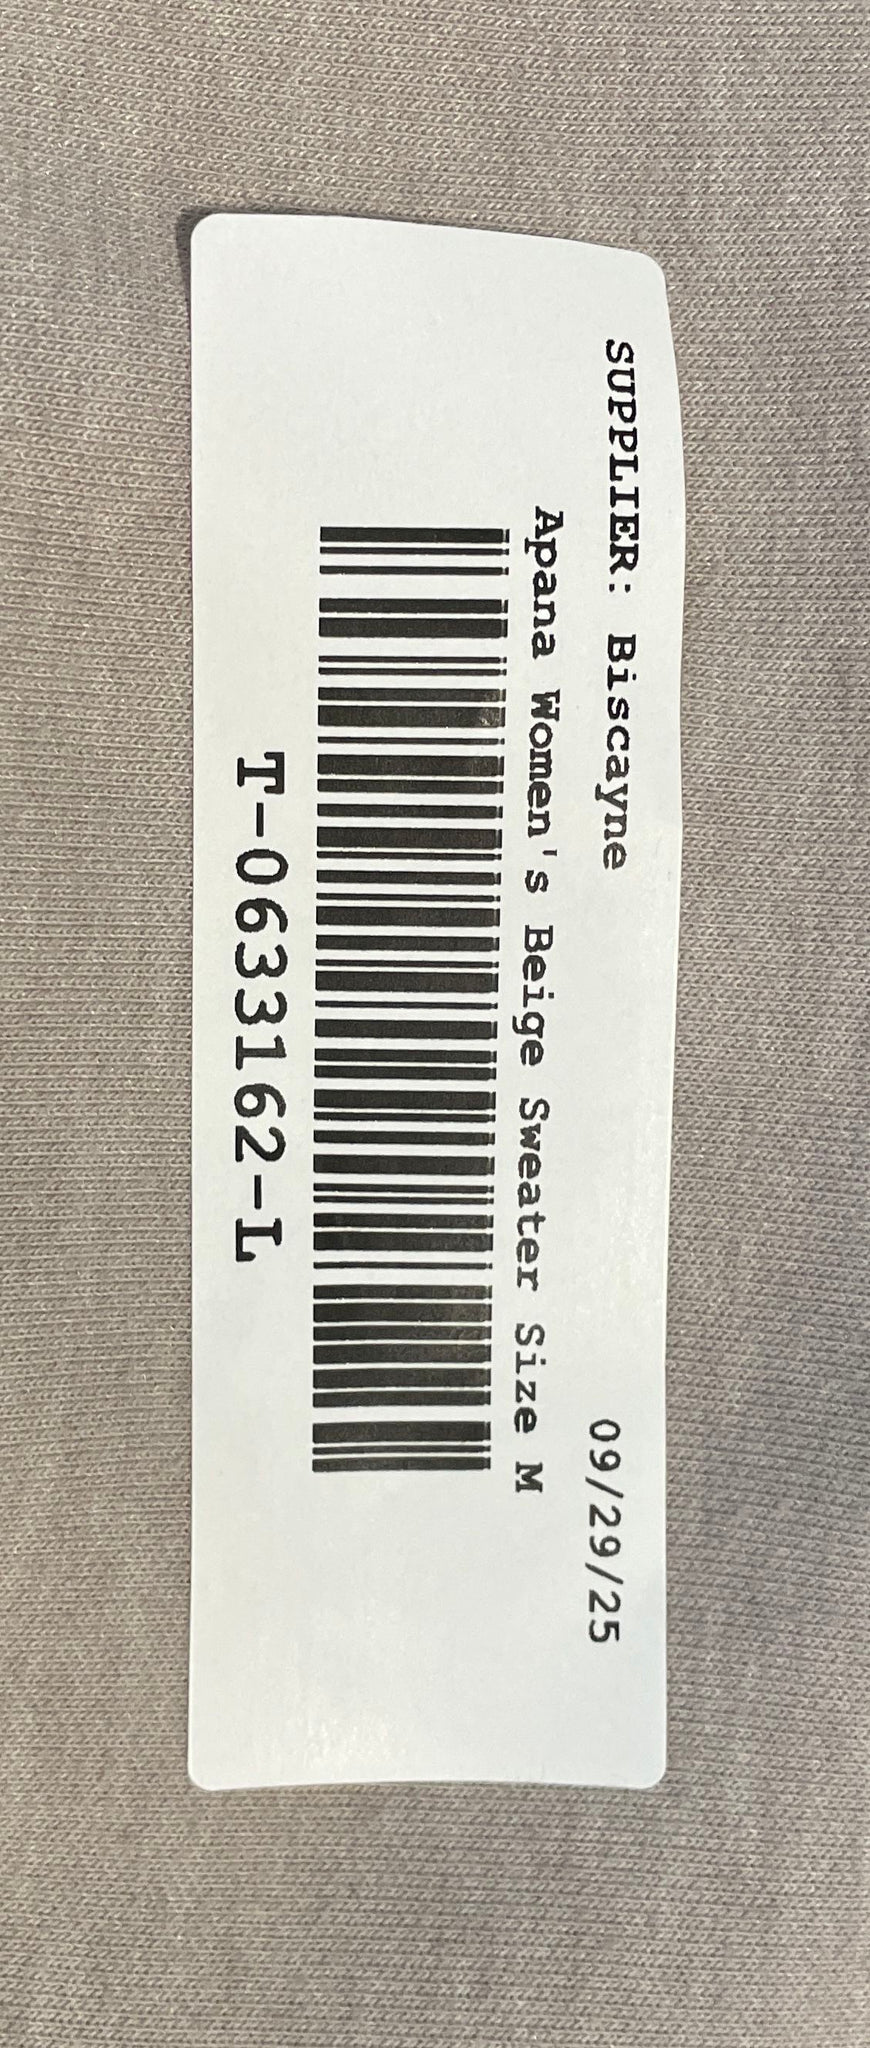 SUPPLIER: Biscayne 09/29/25
Apana Women's Beige Sweater Size M
T-0633162-L